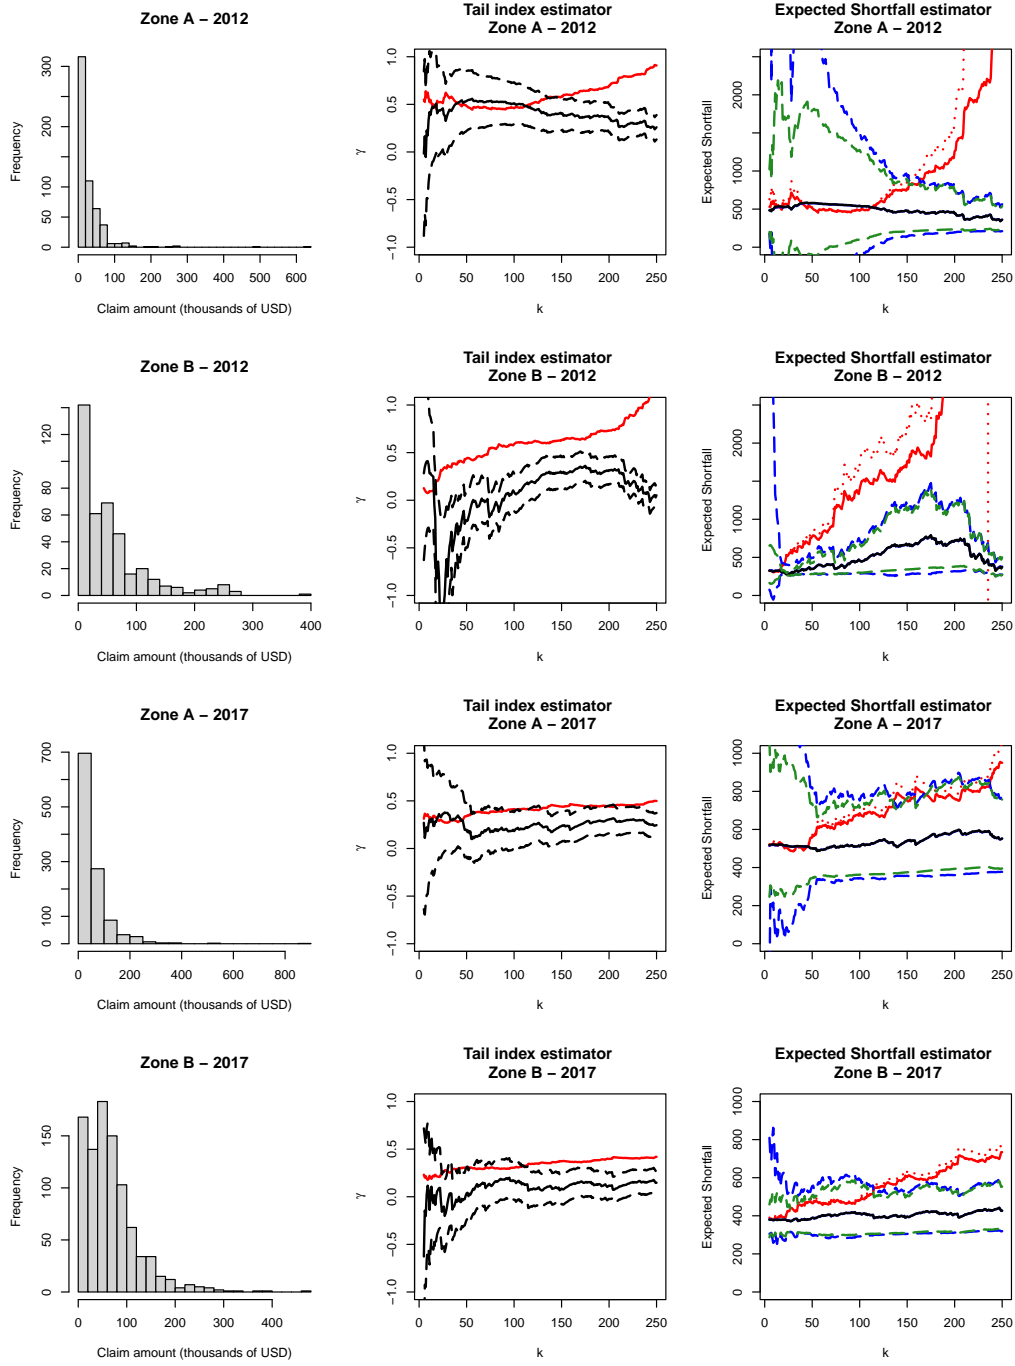 Zone A – 2012
Frequency
0
50
100
200
300
0
100
200
300
400
500
600
Claim amount (thousands of USD)
Tail index estimator
Zone A – 2012
γ
−1.0
−0.5
0.0
0.5
1.0
0
50
100
150
200
250
k
Expected Shortfall estimator
Zone A – 2012
Expected Shortfall
0
500
1000
2000
0
50
100
150
200
250
k
Zone B – 2012
Frequency
0
20
40
60
80
120
0
100
200
300
400
Claim amount (thousands of USD)
Tail index estimator
Zone B – 2012
γ
−1.0
−0.5
0.0
0.5
1.0
0
50
100
150
200
250
k
Expected Shortfall estimator
Zone B – 2012
Expected Shortfall
0
500
1000
2000
0
50
100
150
200
250
k
Zone A – 2017
Frequency
0
100
300
500
700
0
200
400
600
800
Claim amount (thousands of USD)
Tail index estimator
Zone A – 2017
γ
−1.0
−0.5
0.0
0.5
1.0
0
50
100
150
200
250
k
Expected Shortfall estimator
Zone A – 2017
Expected Shortfall
0
200
400
600
800
1000
0
50
100
150
200
250
k
Zone B – 2017
Frequency
0
50
100
150
0
100
200
300
400
Claim amount (thousands of USD)
Tail index estimator
Zone B – 2017
γ
−1.0
−0.5
0.0
0.5
1.0
0
50
100
150
200
250
k
Expected Shortfall estimator
Zone B – 2017
Expected Shortfall
0
200
400
600
800
1000
0
50
100
150
200
250
k